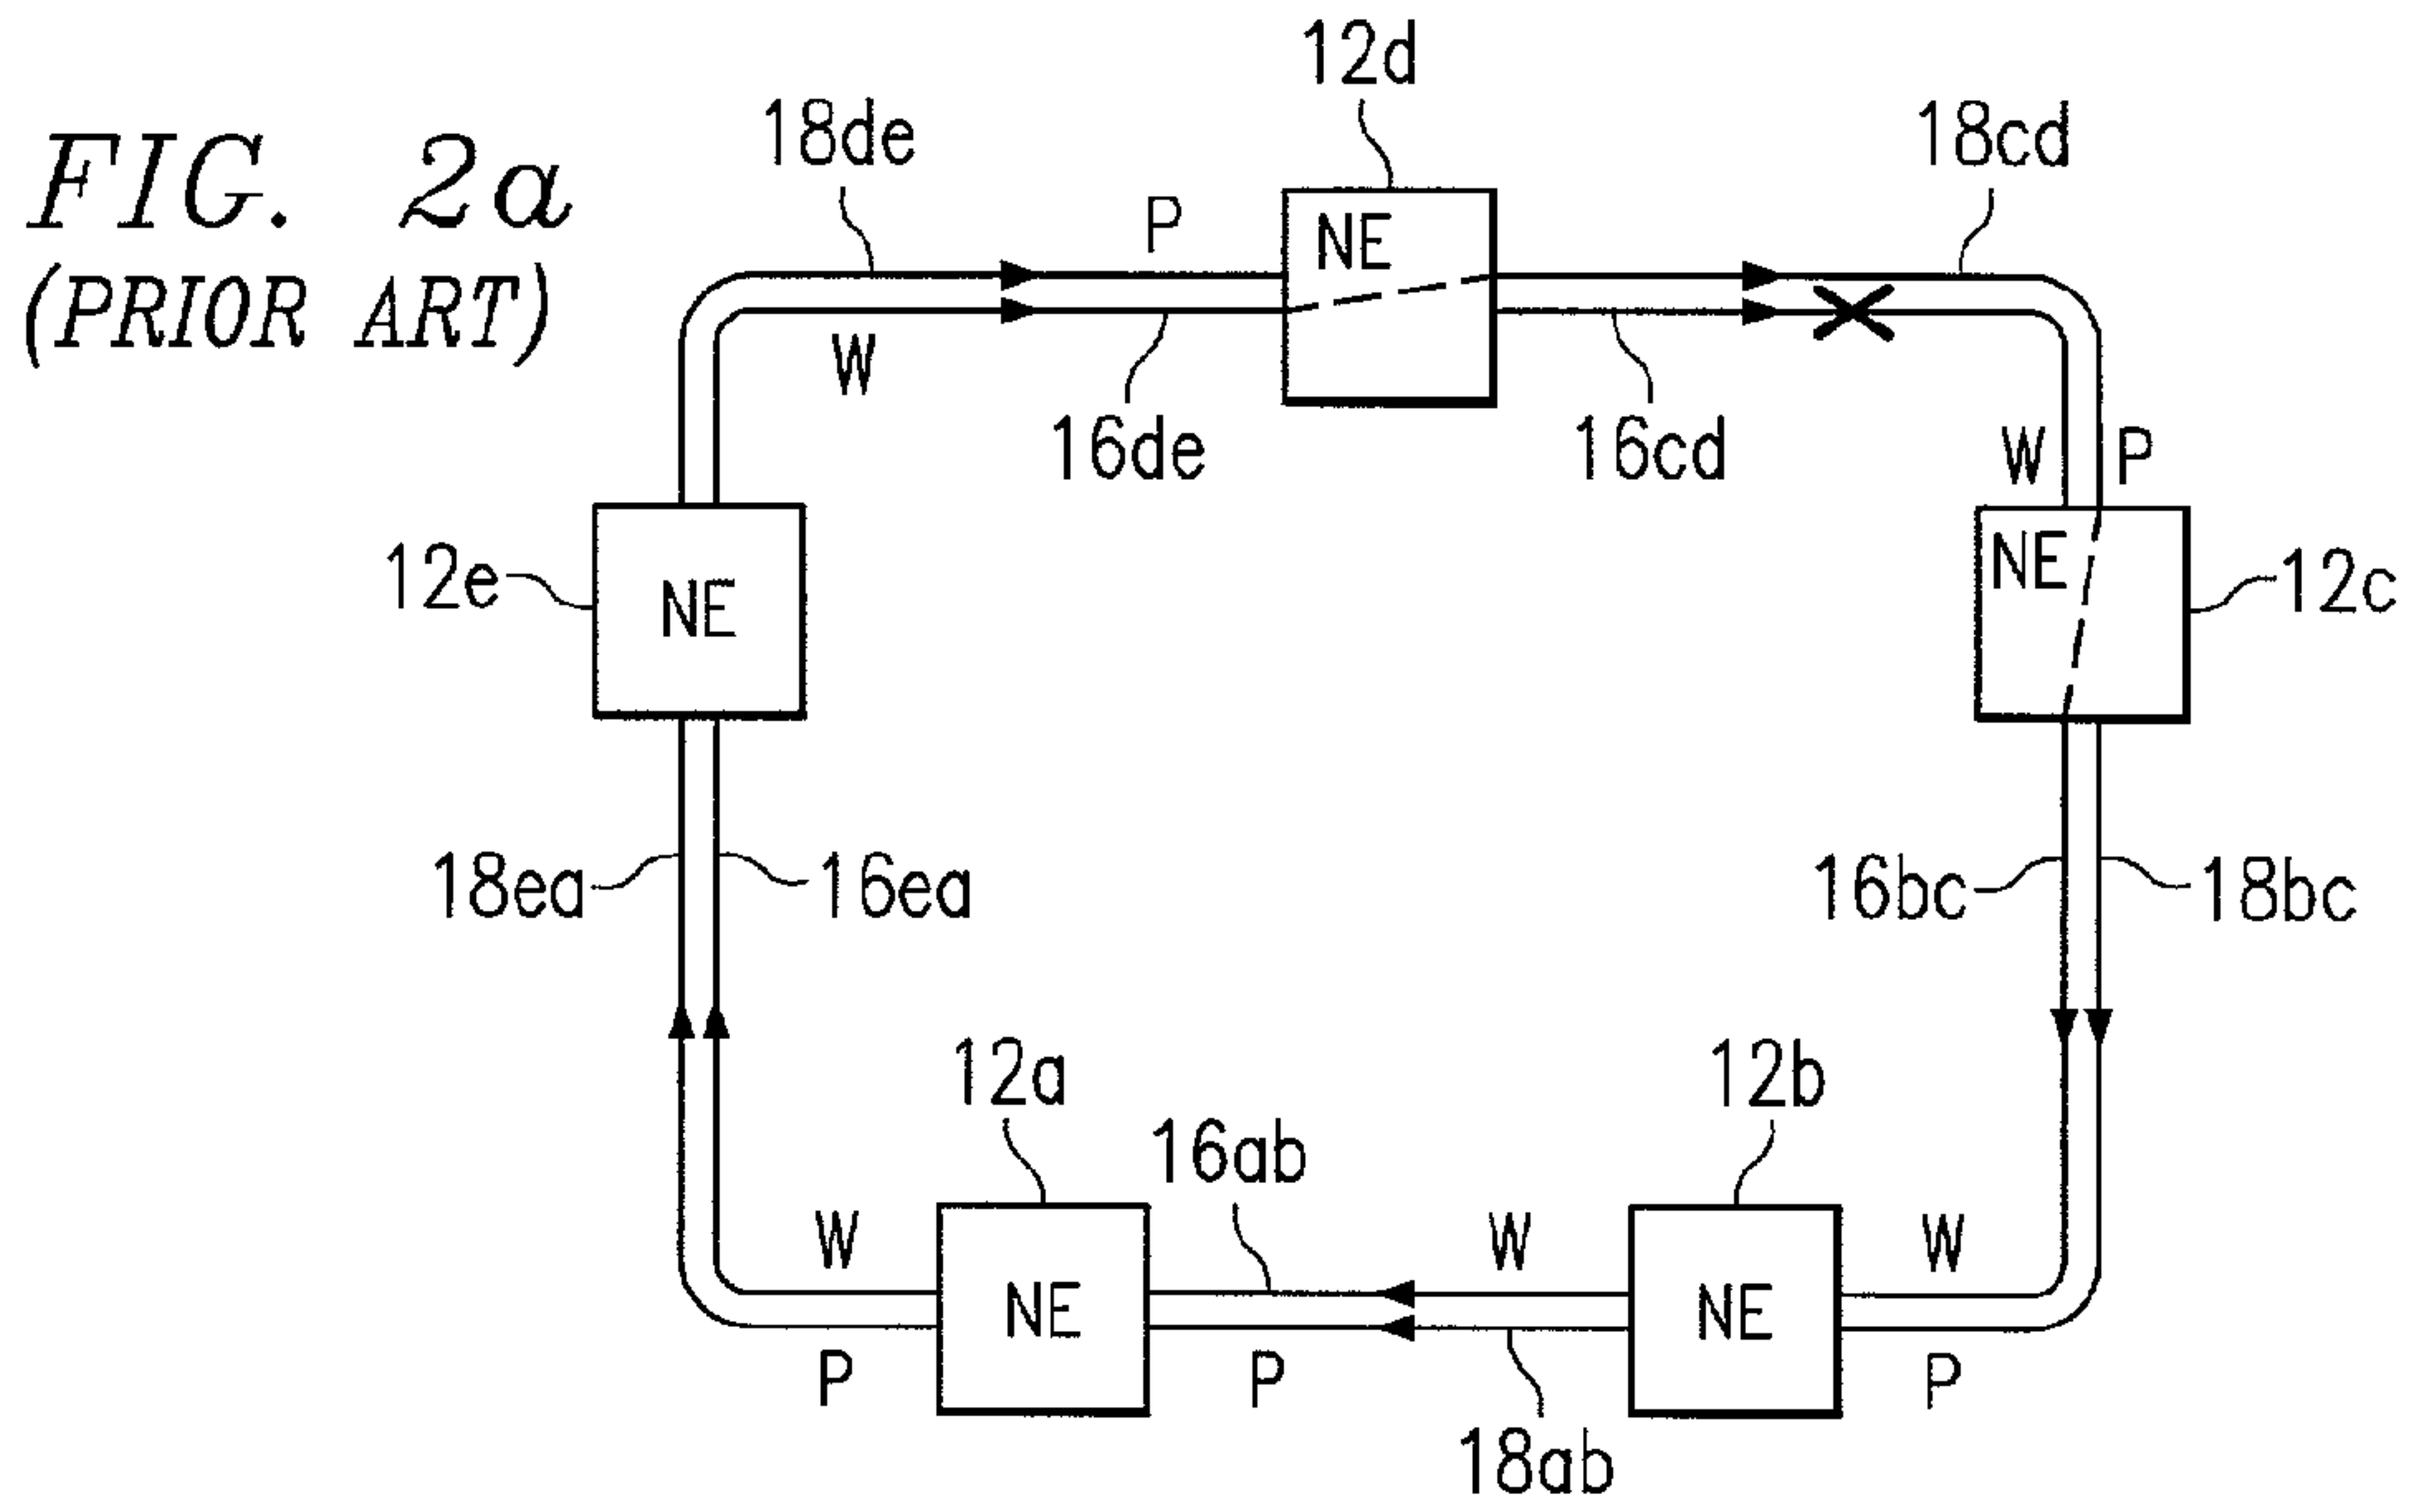 FIG. 2a
(PRIOR ART)
12d
18de
18cd
P
NE
W
16de
16cd
W P
12e
NE
NE
12c
18ea
16ea
16bc
18bc
12a
12b
16ab
W
W
W
NE
NE
P
P
P
18ab